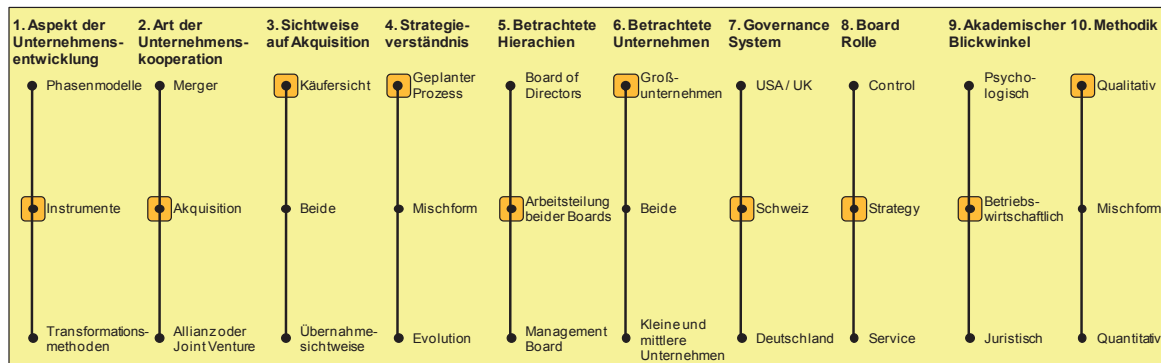 1. Aspekt der
Unternehmens-
entwicklung
Phasenmodelle
Instrumente
Transformations-
methoden
2. Art der
Unternehmens-
kooperation
Merger
Akquisition
Allianz oder
Joint Venture
3. Sichtweise
auf Akquisition
Käufersicht
Beide
Übernahme-
sichtweise
4. Strategie-
verständnis
Geplanter
Prozess
Mischform
Evolution
5. Betrachtete
Hierachien
Board of
Directors
Arbeitsteilung
beider Boards
Management
Board
6. Betrachtete
Unternehmen
Groß-
unternehmen
Beide
Kleine und
mittlere
Unternehmen
7. Governance
System
USA / UK
Schweiz
Deutschland
8. Board
Rolle
Control
Strategy
Service
9. Akademischer
Blickwinkel
Psycho-
logisch
Betriebs-
wirtschaftlich
Juristisch
10. Methodik
Qualitativ
Mischform
Quantitativ